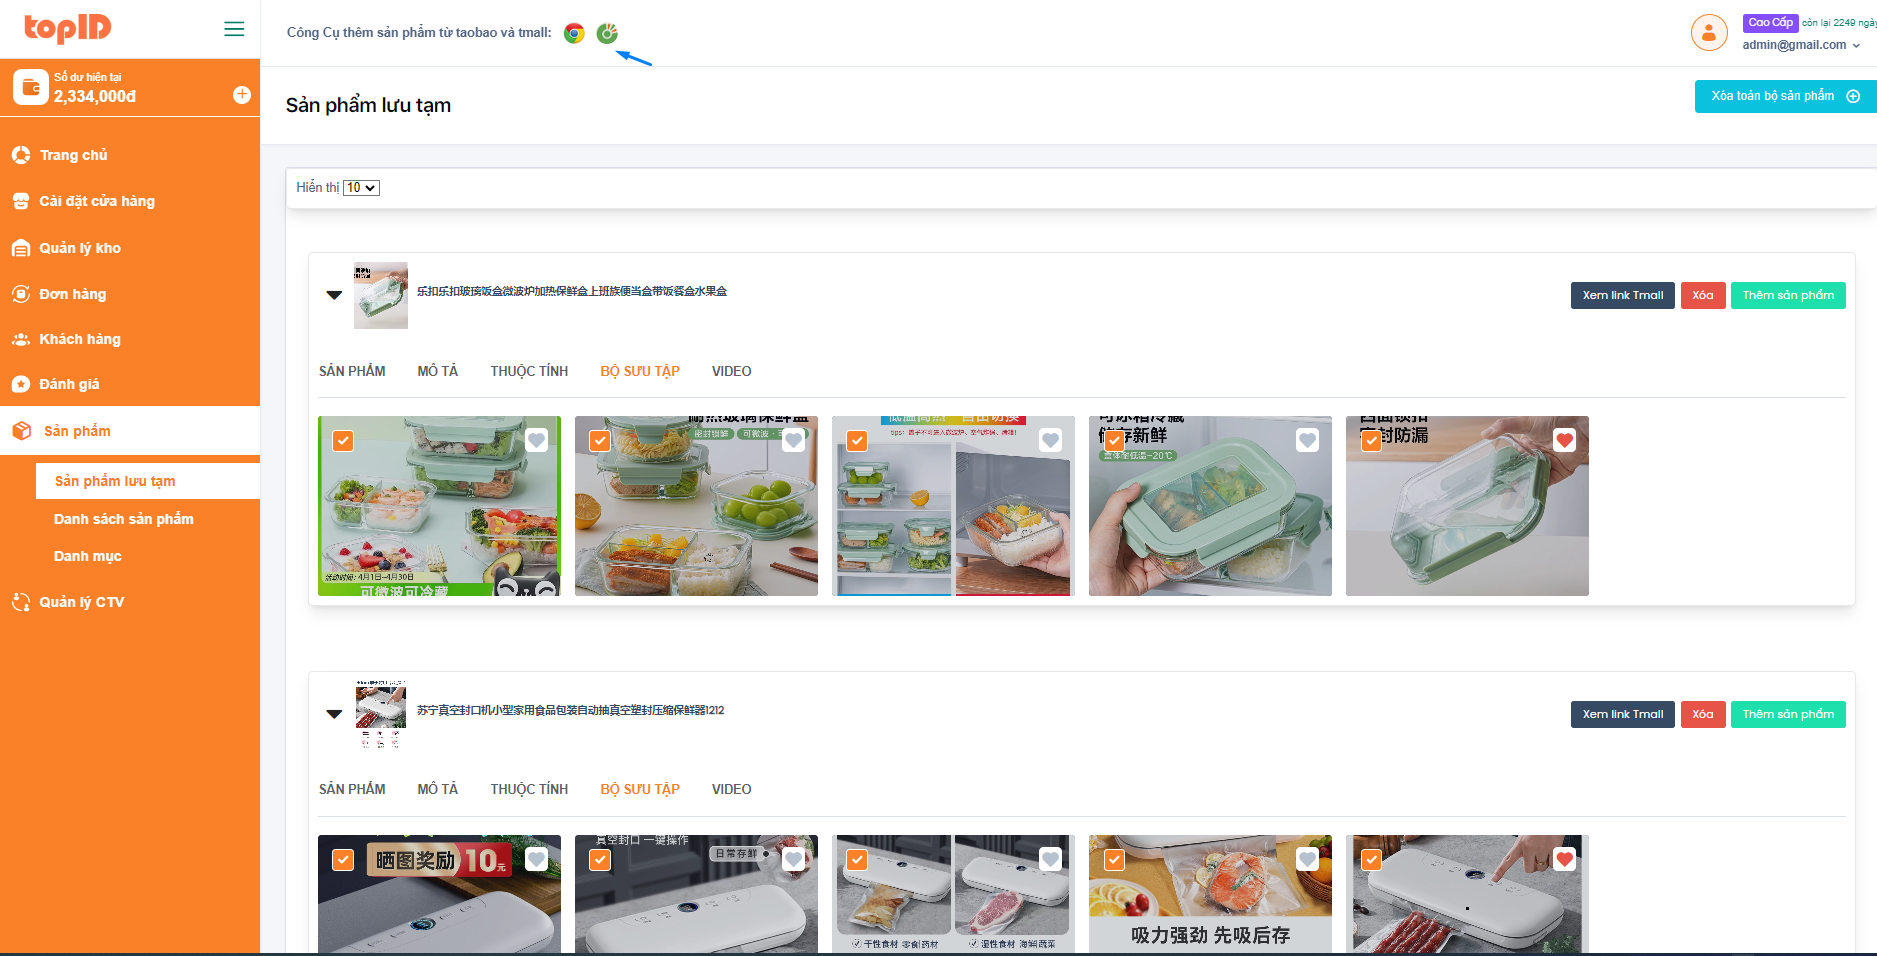 topID
Công Cụ thêm sản phẩm từ taobao và tmall:
Cao Cấp còn lại 2249 ngày
admin@gmail.com
Số dư hiện tại
2,334,000đ
Sản phẩm lưu tạm
Xóa toàn bộ sản phẩm
Trang chủ
Cài đặt cửa hàng
Quản lý kho
Đơn hàng
Khách hàng
Đánh giá
Sản phẩm
Sản phẩm lưu tạm
Danh sách sản phẩm
Danh mục
Quản lý CTV
Hiển thị 10
乐扣乐扣玻璃饭盒微波炉加热保鲜盒上班族便当盒带饭餐盒水果盒
Xem link Tmall
Xóa
Thêm sản phẩm
SẢN PHẨM
MÔ TẢ
THUỘC TÍNH
BỘ SƯU TẬP
VIDEO
活动时间：4月1日-4月30日
可微波可冷藏
耐热玻璃保鲜盒
密封锁鲜
可微波
储存新鲜
盒体耐低温-20℃
密封防漏
苏宁真空封口机小型家用食品包装自动抽真空塑封压缩保鲜器1212
Xem link Tmall
Xóa
Thêm sản phẩm
SẢN PHẨM
MÔ TẢ
THUỘC TÍNH
BỘ SƯU TẬP
VIDEO
晒图奖励 10元
真空封口 一键操作
日常存鲜
干性食材 零食|药材
湿性食材 海鲜|蔬菜
吸力强劲 先吸后存